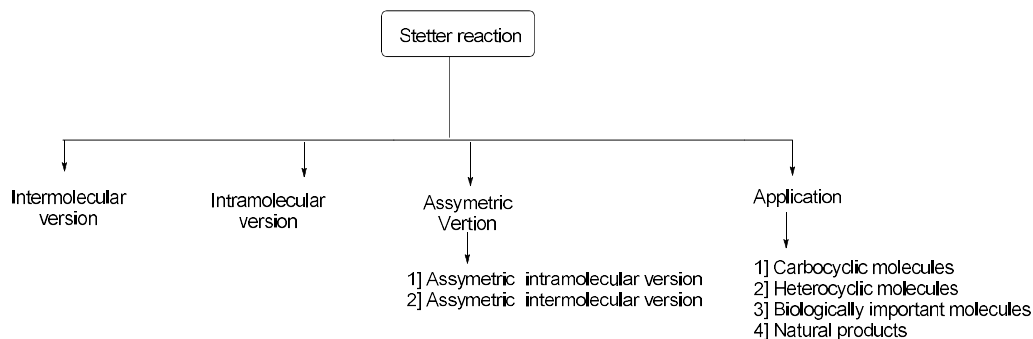 Stetter reaction
Intermolecular
version
Intramolecular
version
Assymetric
Vertion
Application
1] Assymetric intramolecular version
2] Assymetric intermolecular version
1] Carbocyclic molecules
2] Heterocyclic molecules
3] Biologically important molecules
4] Natural products